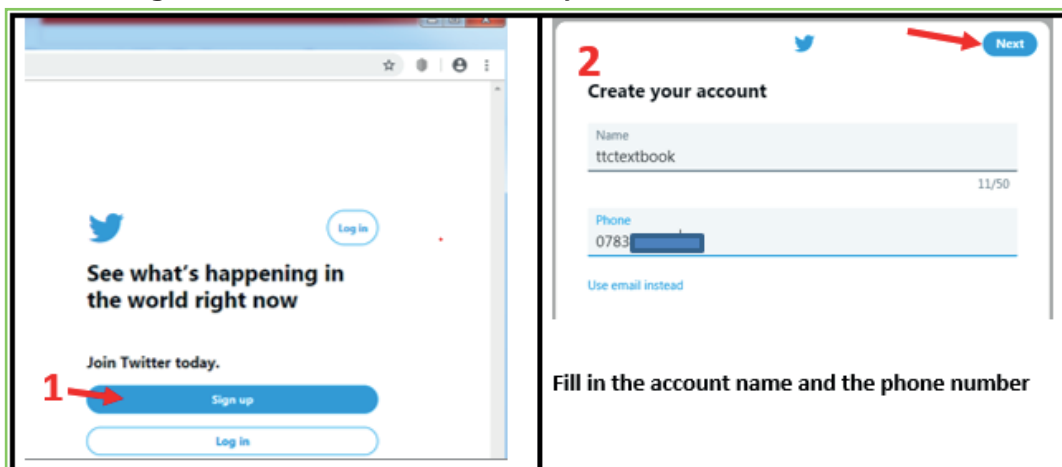 Log in
See what's happening in
the world right now
Join Twitter today.
1
Sign up
Log in
2
Next
Create your account
Name
ttctextbook
11/50
Phone
0783
Use email instead
Fill in the account name and the phone number